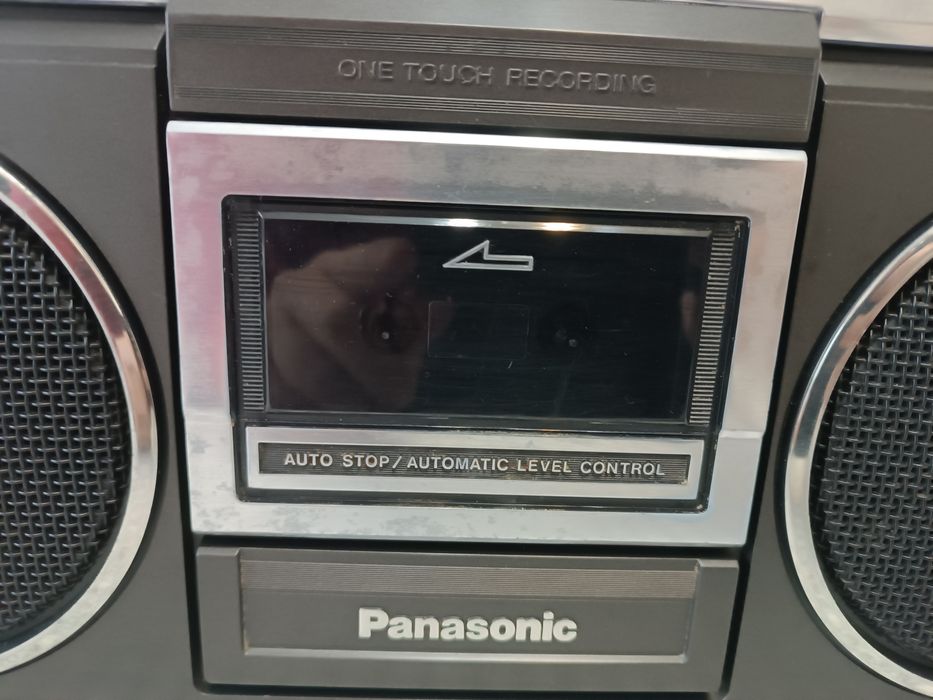 ONE TOUCH RECORDING
AUTO STOP/AUTOMATIC LEVEL CONTROL
Panasonic